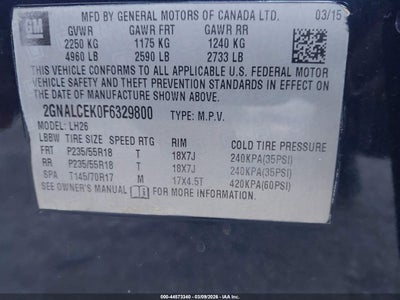 GM
MFD BY GENERAL MOTORS OF CANADA LTD. 03/15
GVWR GAWR FRT GAWR RR
2250 KG 1175 KG 1240 KG
4960 LB 2590 LB 2733 LB
THIS VEHICLE CONFORMS TO ALL APPLICABLE U.S. FEDERAL MOTOR
VEHICLE SAFETY AND THEFT PREVENTION STANDARDS IN EFFECT ON
THE DATE OF MANUFACTURE SHOWN ABOVE.
2GNALCEK0F6329800 TYPE: M.P.V.
MODEL: LH26
LBBW TIRE SIZE SPEED RTG RIM COLD TIRE PRESSURE
FRT P235/55R18 T 18X7J 240KPA(35PSI)
RR P235/55R18 T 18X7J 240KPA(35PSI)
SPA T145/70R17 M 17X4.5T 420KPA(60PSI)
SEE OWNER'S MANUAL FOR MORE INFORMATION.
000-44573340 - 03/09/2026 - IAA Inc.